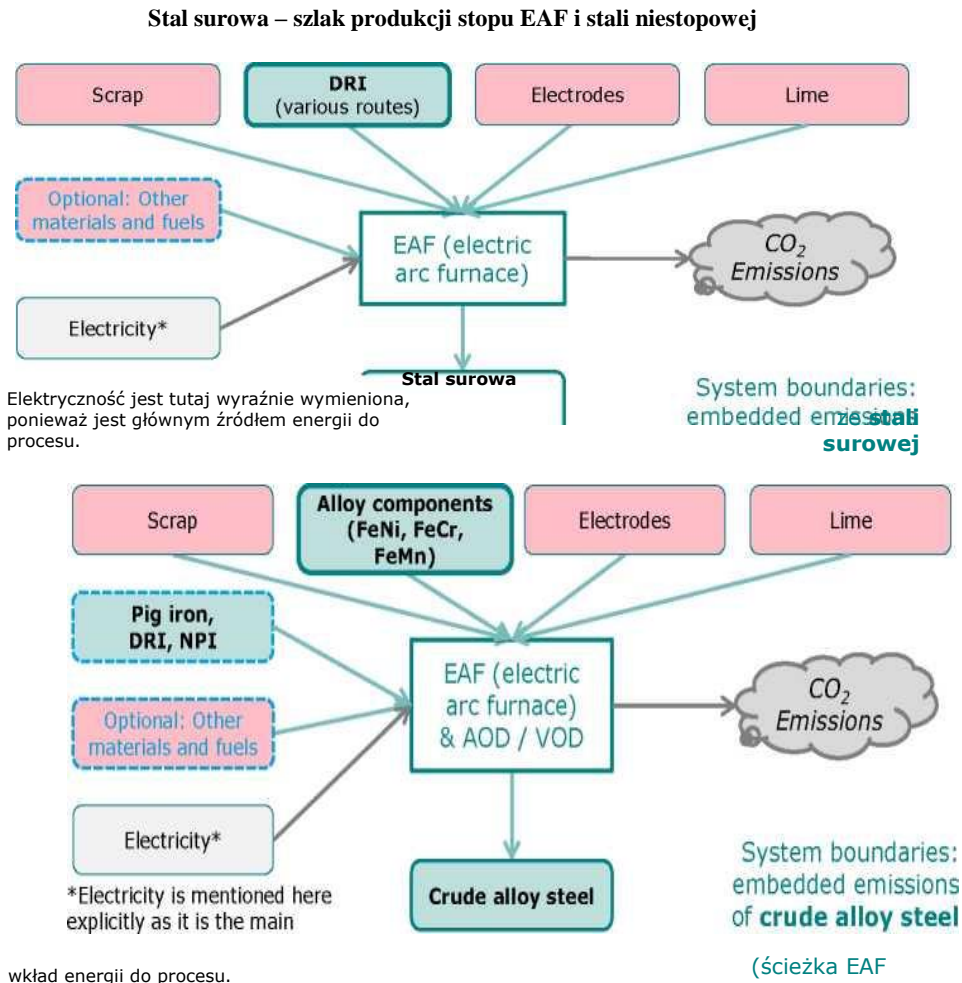 Stal surowa – szlak produkcji stopu EAF i stali niestopowej
Scrap
DRI
(various routes)
Electrodes
Lime
Optional: Other
materials and fuels
EAF (electric
arc furnace)
CO2
Emissions
Electricity*
Stal surowa
Elektryczność jest tutaj wyraźnie wymieniona,
ponieważ jest głównym źródłem energii do
procesu.
System boundaries:
embedded emissions
ze stali
surowej
Scrap
Alloy components
(FeNi, FeCr,
FeMn)
Electrodes
Lime
Pig iron,
DRI, NPI
EAF (electric
arc furnace)
& AOD / VOD
CO2
Emissions
Optional: Other
materials and fuels
Electricity*
*Electricity is mentioned here
explicitly as it is the main
Crude alloy steel
System boundaries:
embedded emissions
of crude alloy steel
(ścieżka EAF
wkład energii do procesu.